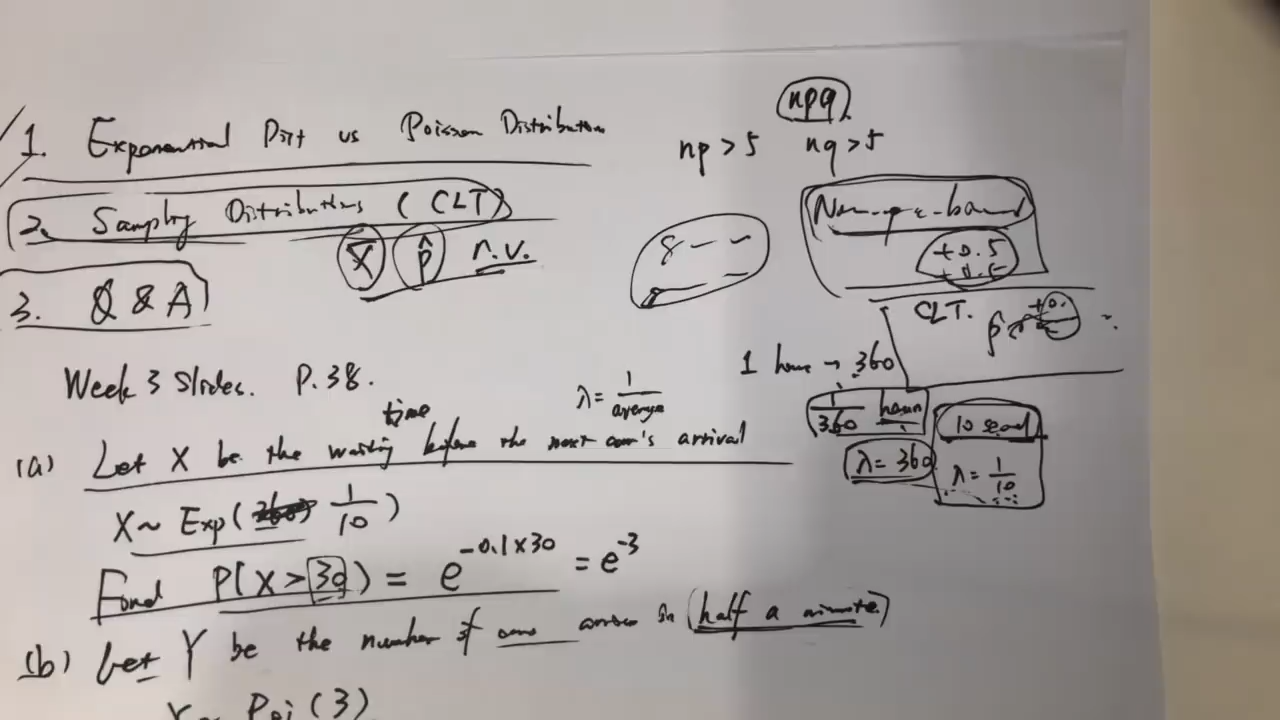 1. Exponential Dist vs Poisson Distribution
2. Sampling Distributions (CLT)
X̄ p̂ r.v.
3. Q & A
npq
np > 5 nq > 5
+0.5
CLT.
p̂ +0.
8 - -
Week 3 Slides. P.38.
λ = 1/average
1 hour → 360
1/360 hour
10 second
λ = 360
λ = 1/10
(a) Let X be the waiting time before the next car's arrival
X ~ Exp( 1/10 )
Find P(X > 30) = e^{-0.1×30} = e^{-3}
(b) Let Y be the number of cars arrives in half a minute
Y ~ Poi (3)